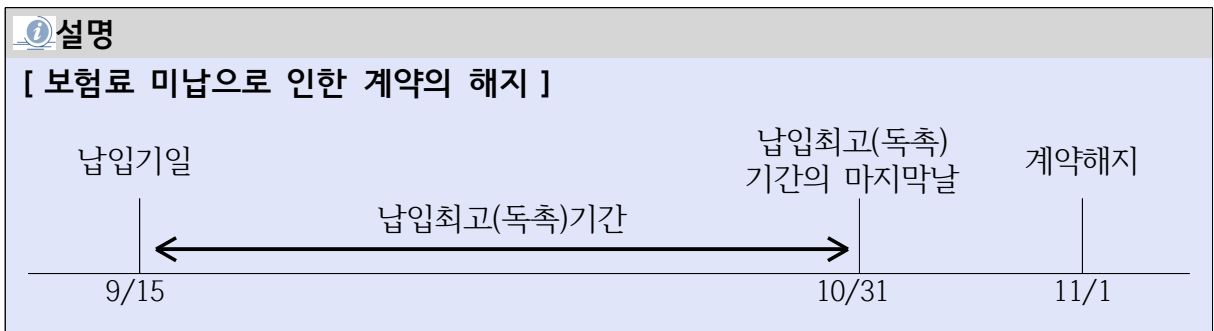 설명
[ 보험료 미납으로 인한 계약의 해지 ]
납입기일
납입최고(독촉)
기간의 마지막날
계약해지
납입최고(독촉)기간
9/15
10/31
11/1